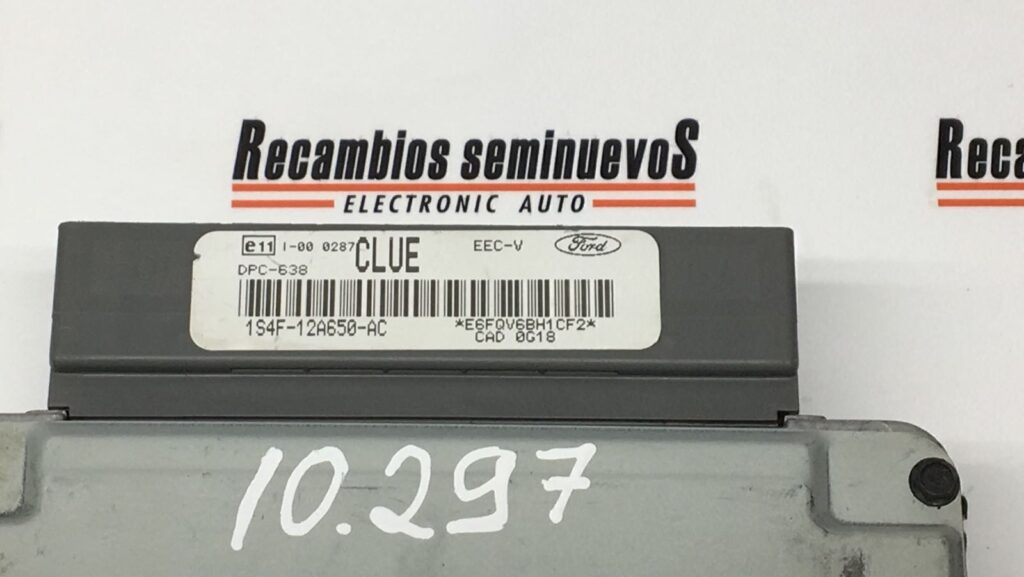 Recambios seminuevoS
ELECTRONIC AUTO
Reca
e11 I-00 0287 CLUE EEC-V Ford
DPC-638
1S4F-12A650-AC *E6FQV6BH1CF2*
CAD 0G18
10.297